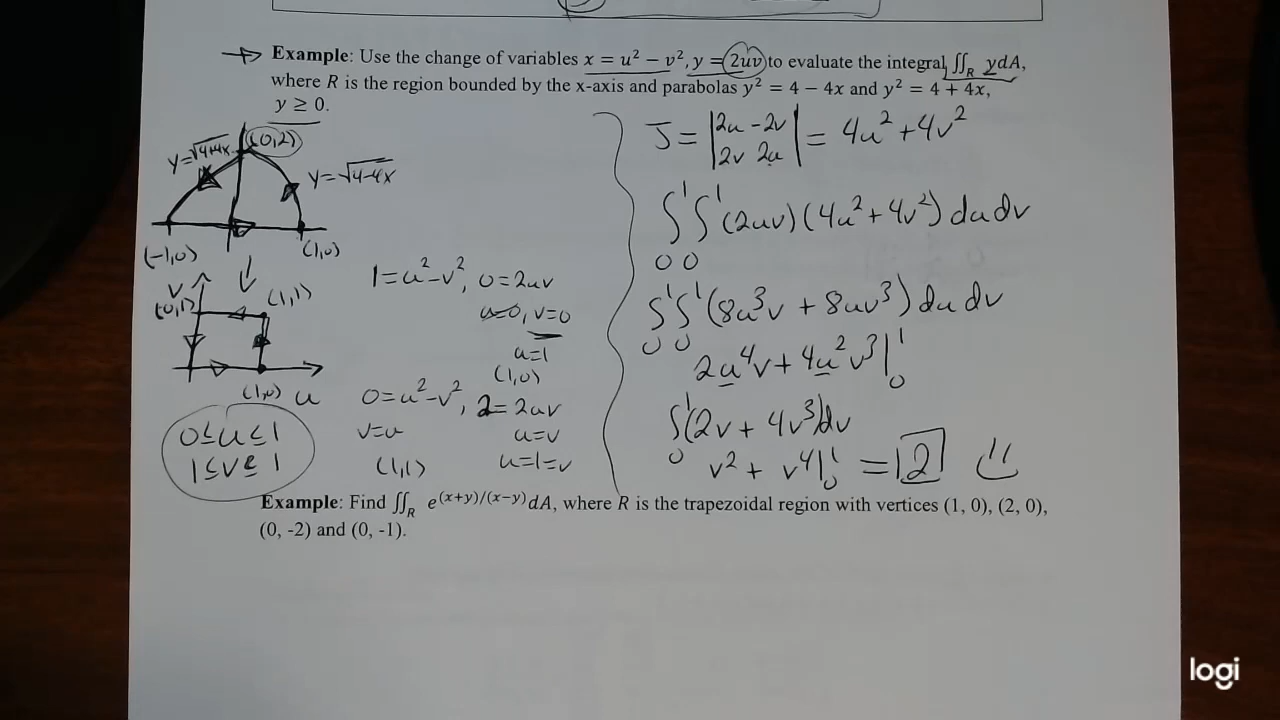 Example: Use the change of variables x = u² − v², y = 2uv to evaluate the integral ∬_R ydA,
where R is the region bounded by the x-axis and parabolas y² = 4 − 4x and y² = 4 + 4x,
y ≥ 0.
y=√4+4x
(0,2)
y=√4-4x
(-1,0)
(1,0)
v
(0,1)
(1,1)
(1,0)
u
0≤u≤1
1≤v≤1
1=u²-v², 0=2uv
u=0, v=0
u=1
(1,0)
0=u²-v², 2=2uv
v=u
u=v
(1,1)
u=1=v
J = |2u -2v
2v 2u| = 4u²+4v²
∫₀¹∫₀¹(2uv)(4u²+4v²)dudv
∫₀¹∫₀¹(8u³v + 8uv³)dudv
2u⁴v + 4u²v³|₀¹
∫₀¹(2v + 4v³)dv
v² + v⁴|₀¹ = 2
Example: Find ∬_R e^(x+y)/(x−y)dA, where R is the trapezoidal region with vertices (1, 0), (2, 0),
(0, -2) and (0, -1).
logi